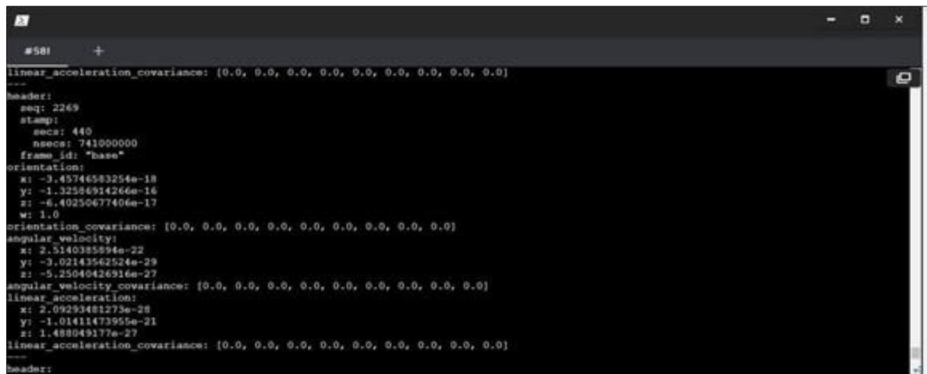 #581
+
linear_acceleration_covariance: [0.0, 0.0, 0.0, 0.0, 0.0, 0.0, 0.0, 0.0, 0.0]
---
header:
  seq: 2269
  stamp:
    secs: 440
    nsecs: 741000000
  frame_id: "base"
orientation:
  x: -3.45746583254e-18
  y: -1.32586914266e-16
  z: -6.40250677406e-17
  w: 1.0
orientation_covariance: [0.0, 0.0, 0.0, 0.0, 0.0, 0.0, 0.0, 0.0, 0.0]
angular_velocity:
  x: 2.5140385894e-22
  y: -3.02143562524e-29
  z: -5.25040426916e-27
angular_velocity_covariance: [0.0, 0.0, 0.0, 0.0, 0.0, 0.0, 0.0, 0.0, 0.0]
linear_acceleration:
  x: 2.09293481273e-28
  y: -1.01411473955e-21
  z: 1.488049177e-27
linear_acceleration_covariance: [0.0, 0.0, 0.0, 0.0, 0.0, 0.0, 0.0, 0.0, 0.0]
---
header: